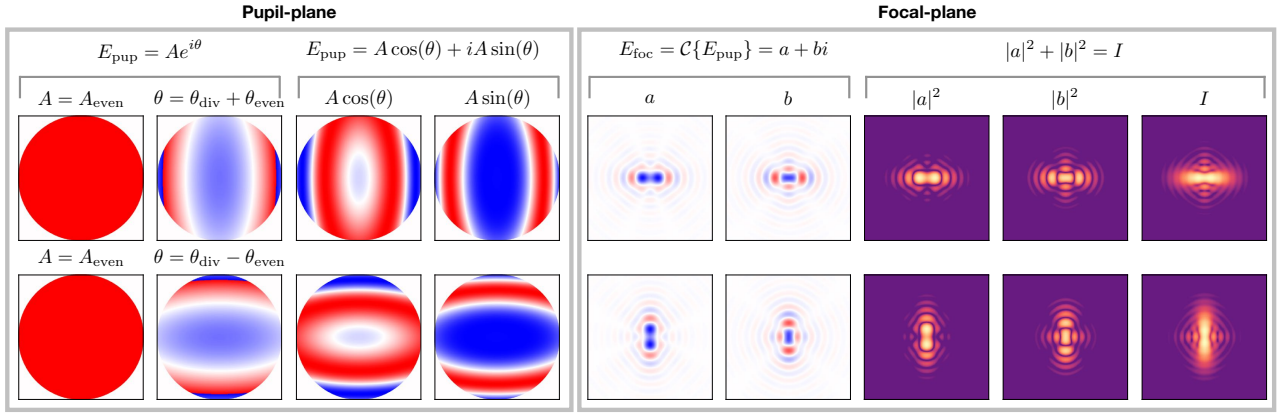 Pupil-plane
Focal-plane
E_pup = Ae^{iθ}
E_pup = A cos(θ) + iA sin(θ)
E_foc = 𝒞{E_pup} = a + bi
|a|² + |b|² = I
A = A_even
θ = θ_div + θ_even
A cos(θ)
A sin(θ)
a
b
|a|²
|b|²
I
A = A_even
θ = θ_div − θ_even